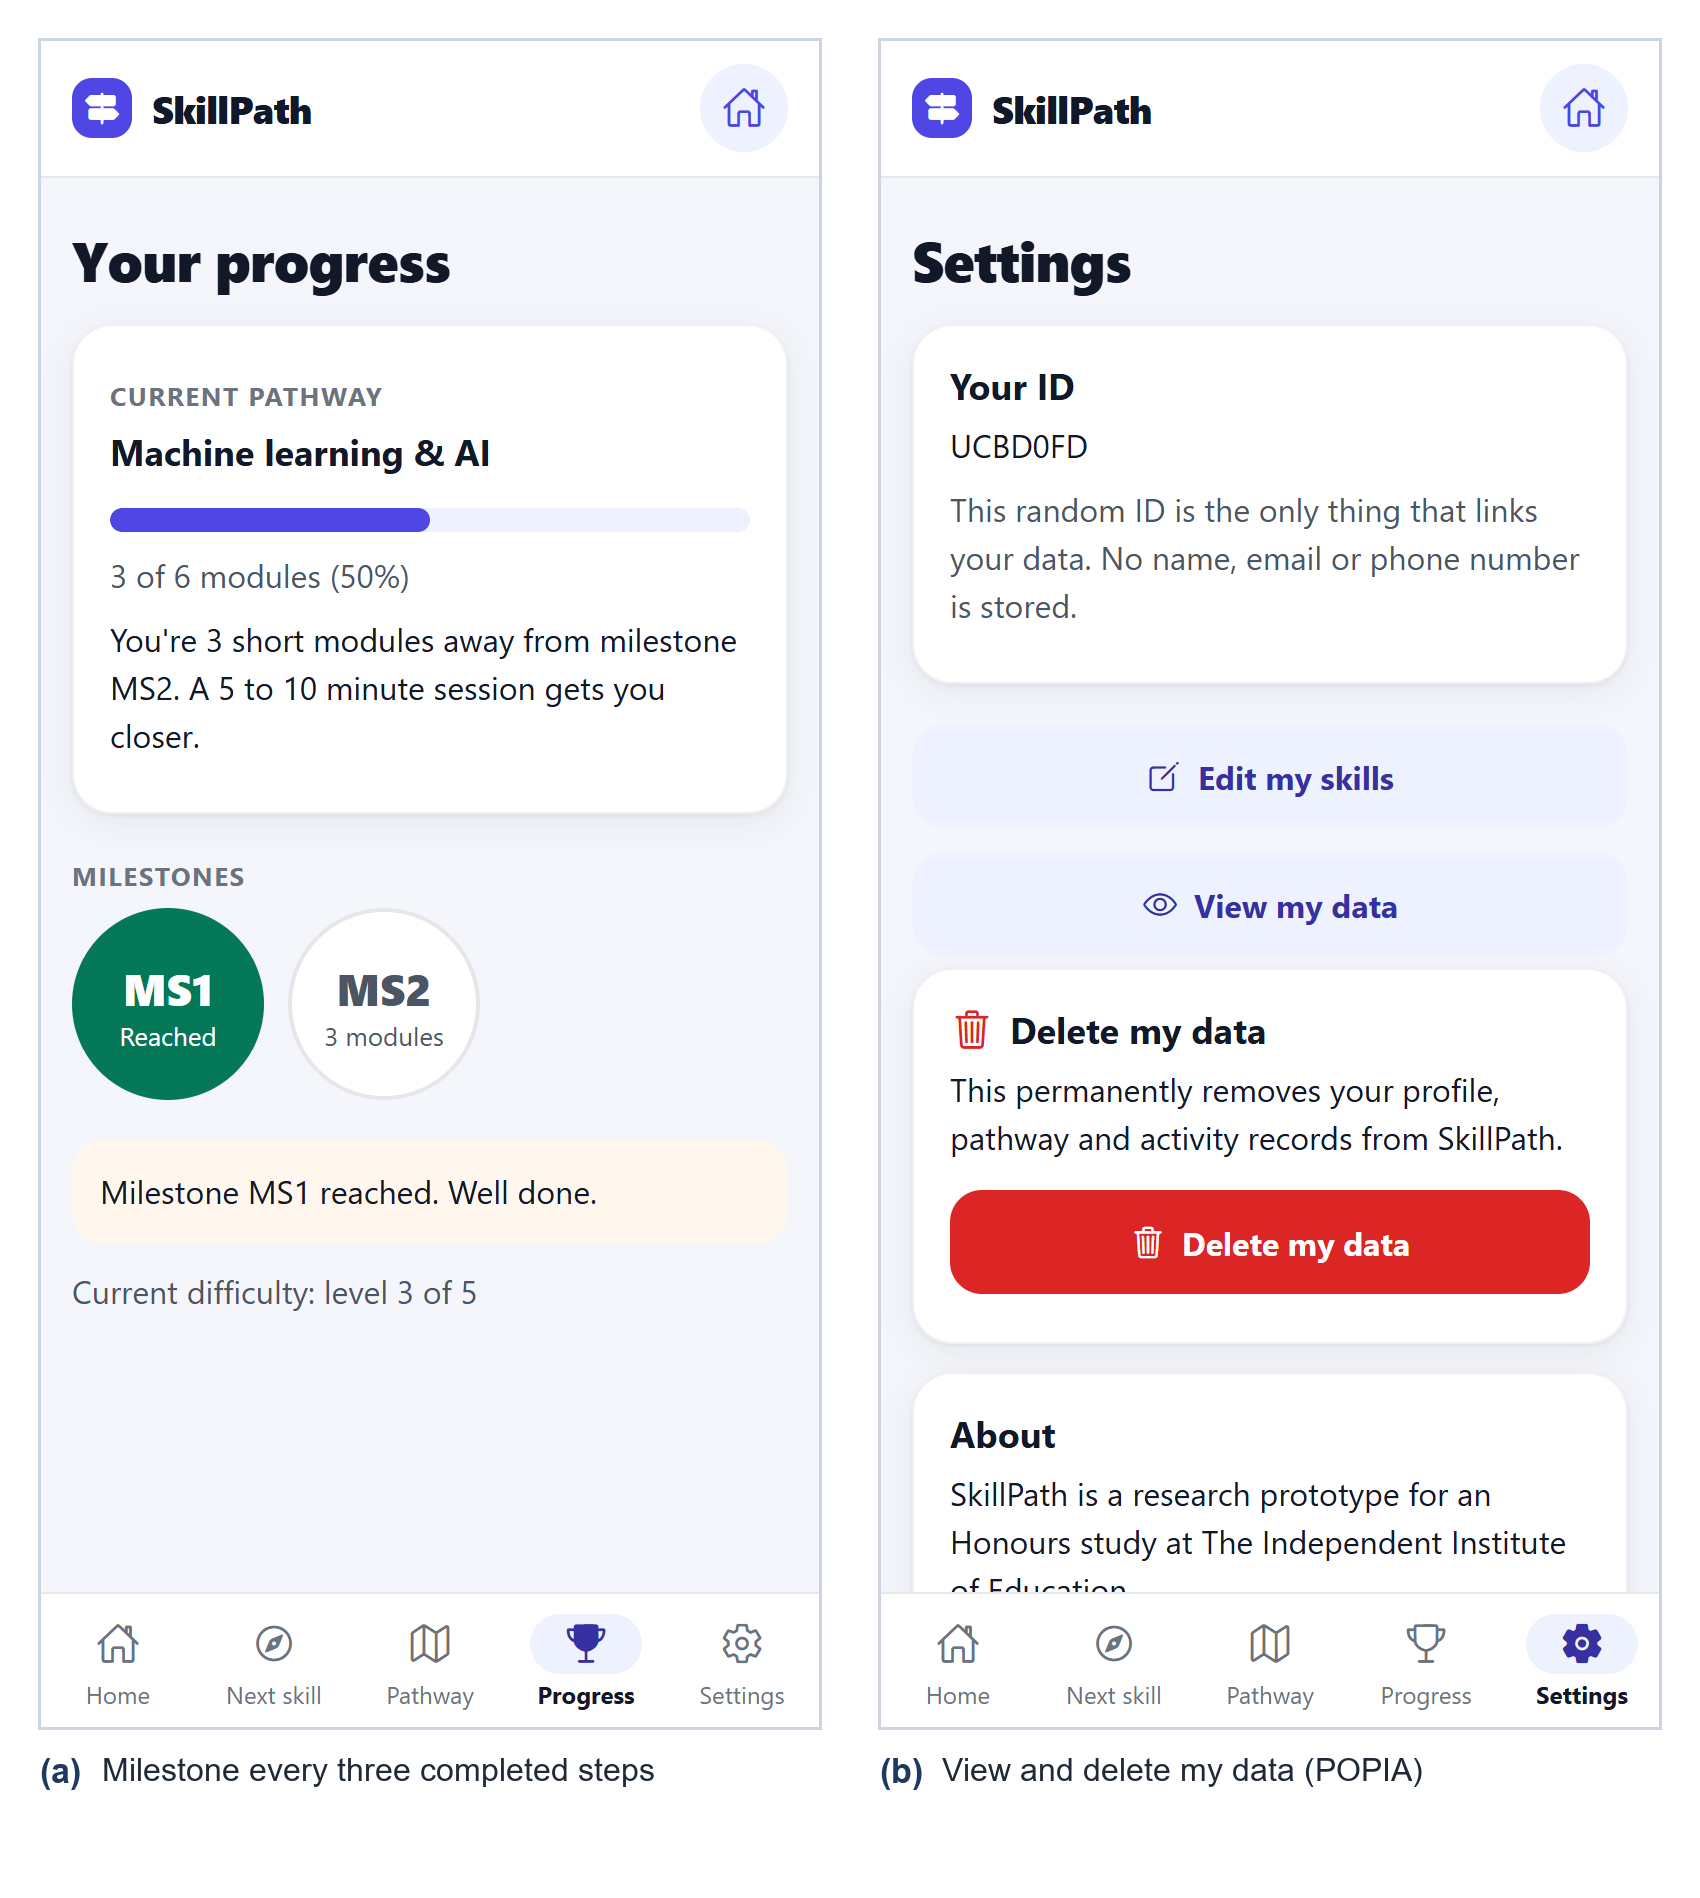 SkillPath
Your progress
CURRENT PATHWAY
Machine learning & AI
3 of 6 modules (50%)
You're 3 short modules away from milestone
MS2. A 5 to 10 minute session gets you
closer.
MILESTONES
MS1
Reached
MS2
3 modules
Milestone MS1 reached. Well done.
Current difficulty: level 3 of 5
Home
Next skill
Pathway
Progress
Settings
(a) Milestone every three completed steps
SkillPath
Settings
Your ID
UCBD0FD
This random ID is the only thing that links
your data. No name, email or phone number
is stored.
Edit my skills
View my data
Delete my data
This permanently removes your profile,
pathway and activity records from SkillPath.
Delete my data
About
SkillPath is a research prototype for an
Honours study at The Independent Institute
of Education
Home
Next skill
Pathway
Progress
Settings
(b) View and delete my data (POPIA)